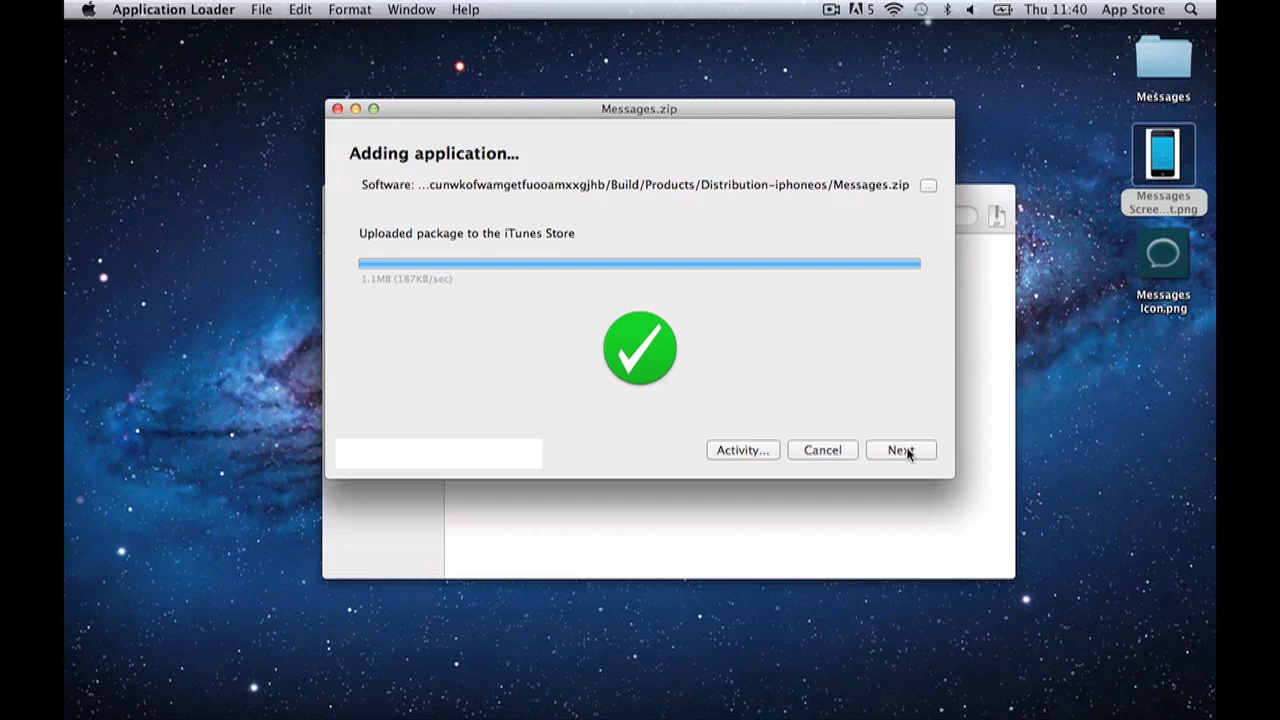 Application Loader File Edit Format Window Help 5 Thu 11:40 App Store
Messages
Messages.zip
Adding application...
Software: ...cunwkofwamgetfuooamxxgjhb/Build/Products/Distribution-iphoneos/Messages.zip ...
Messages
Scree...t.png
Uploaded package to the iTunes Store
1.1MB (187KB/sec)
Messages
Icon.png
Activity... Cancel Next